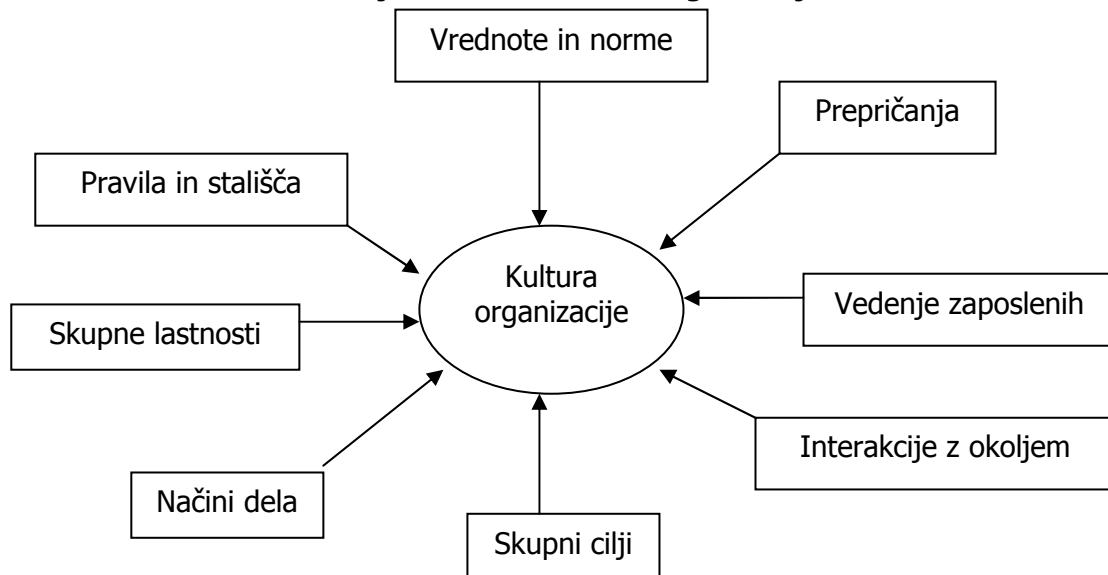 Vrednote in norme
Prepričanja
Pravila in stališča
Kultura
organizacije
Vedenje zaposlenih
Skupne lastnosti
Interakcije z okoljem
Načini dela
Skupni cilji